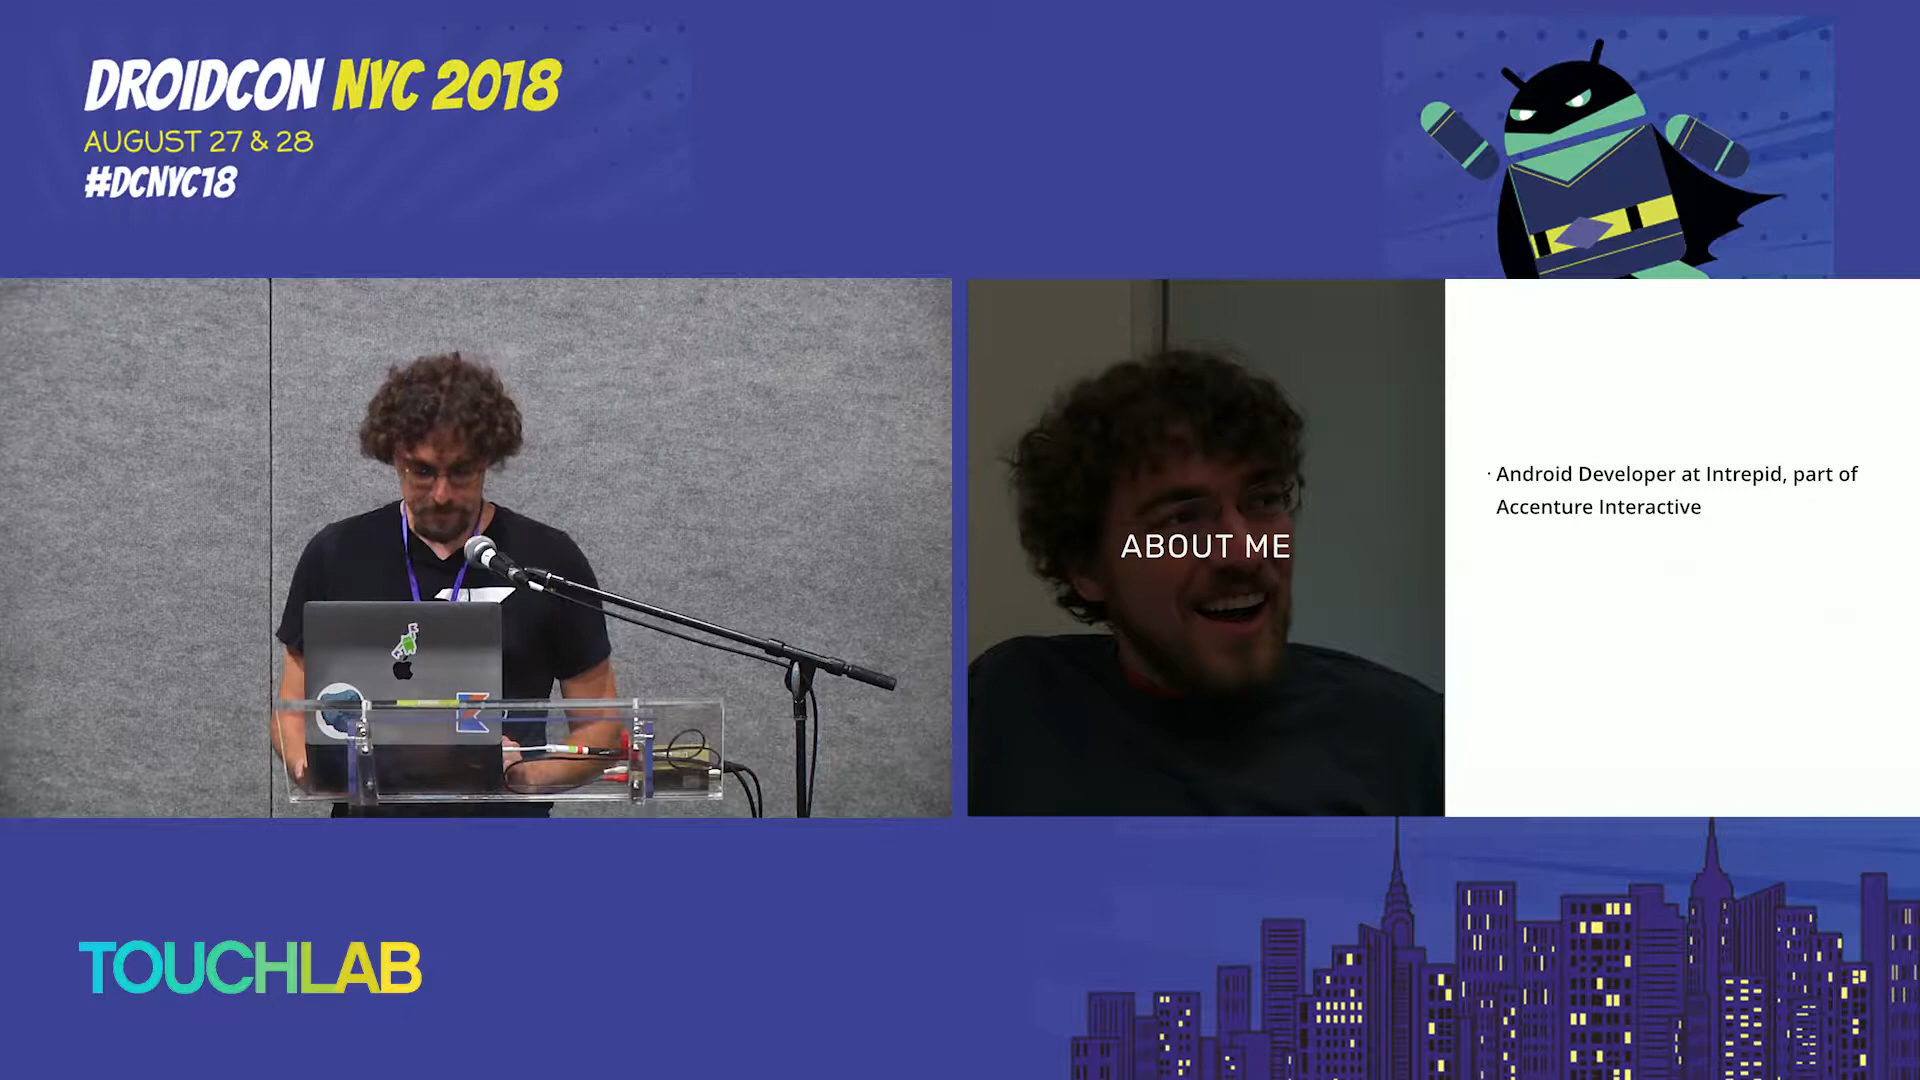 DROIDCON NYC 2018
AUGUST 27 & 28
#DCNYC18
ABOUT ME
· Android Developer at Intrepid, part of
Accenture Interactive
TOUCHLAB